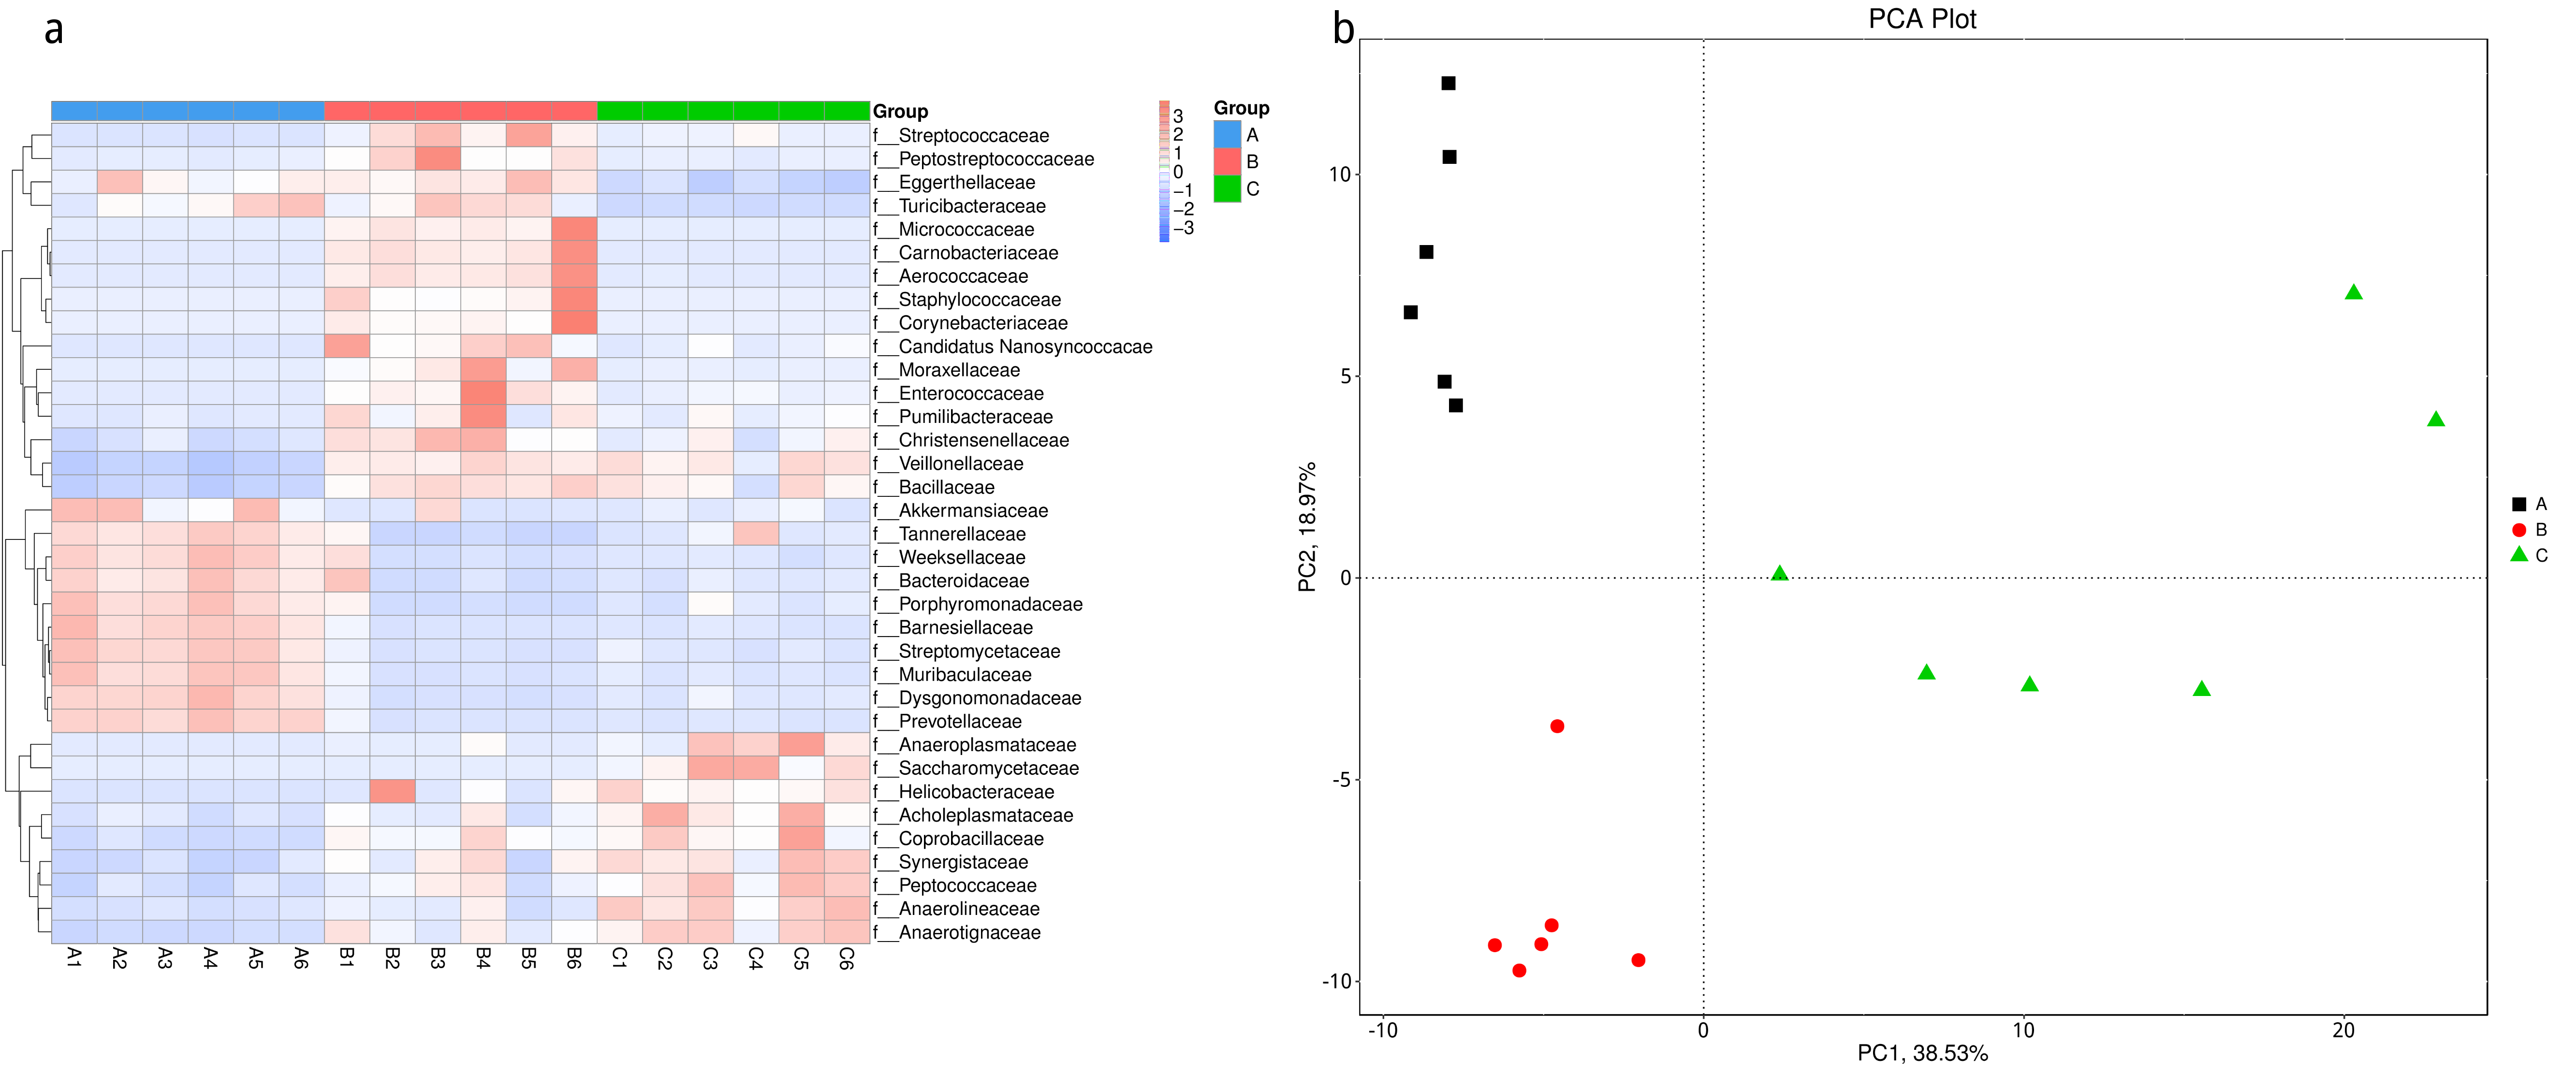 a
Group
f__Streptococcaceae
f__Peptostreptococcaceae
f__Eggerthellaceae
f__Turicibacteraceae
f__Micrococcaceae
f__Carnobacteriaceae
f__Aerococcaceae
f__Staphylococcaceae
f__Corynebacteriaceae
f__Candidatus Nanosyncoccacae
f__Moraxellaceae
f__Enterococcaceae
f__Pumilibacteraceae
f__Christensenellaceae
f__Veillonellaceae
f__Bacillaceae
f__Akkermansiaceae
f__Tannerellaceae
f__Weeksellaceae
f__Bacteroidaceae
f__Porphyromonadaceae
f__Barnesiellaceae
f__Streptomycetaceae
f__Muribaculaceae
f__Dysgonomonadaceae
f__Prevotellaceae
f__Anaeroplasmataceae
f__Saccharomycetaceae
f__Helicobacteraceae
f__Acholeplasmataceae
f__Coprobacillaceae
f__Synergistaceae
f__Peptococcaceae
f__Anaerolineaceae
f__Anaerotignaceae
A1 A2 A3 A4 A5 A6 B1 B2 B3 B4 B5 B6 C1 C2 C3 C4 C5 C6
3
2
1
0
−1
−2
−3
Group
A
B
C
b
PCA Plot
10
5
0
-5
-10
PC2, 18.97%
-10 0 10 20
PC1, 38.53%
A
B
C